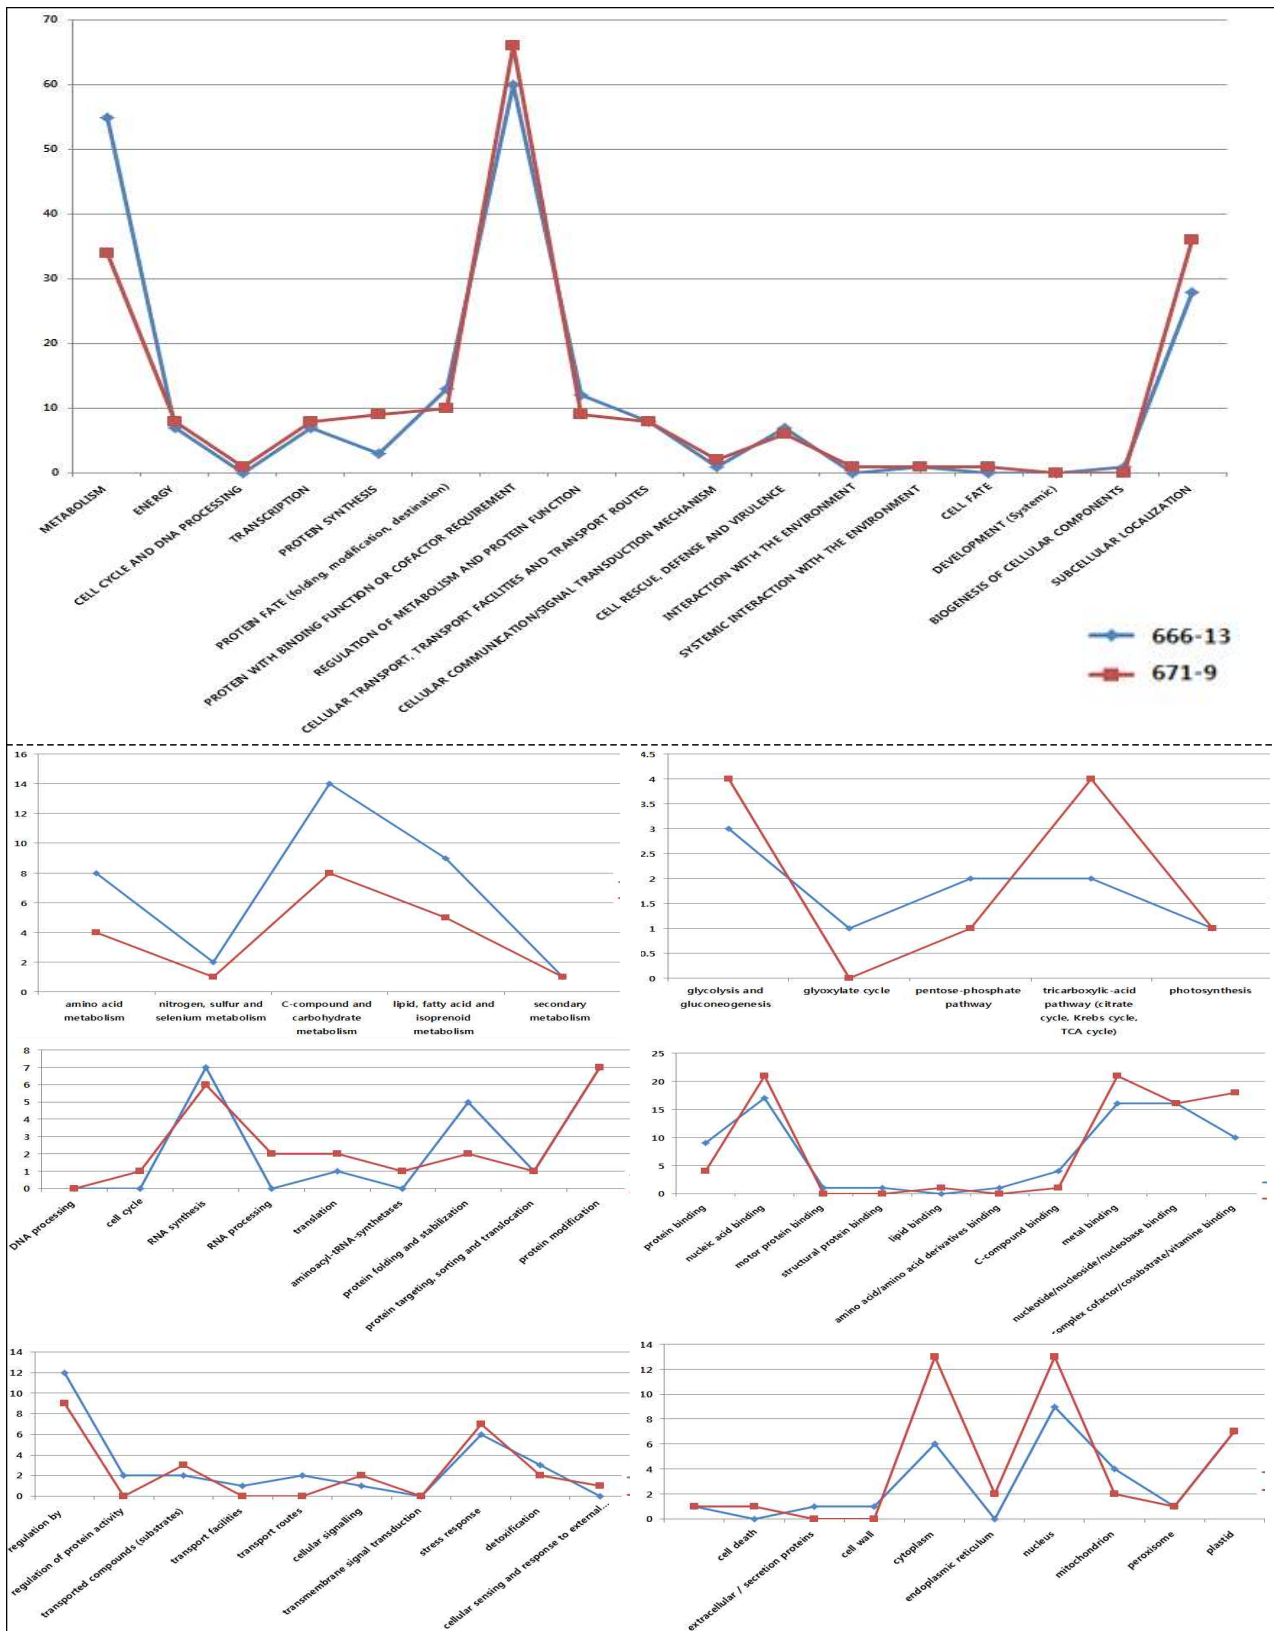 70
60
50
40
30
20
10
0
METABOLISM
ENERGY
CELL CYCLE AND DNA PROCESSING
TRANSCRIPTION
PROTEIN SYNTHESIS
PROTEIN FATE (folding, modification, destination)
PROTEIN WITH BINDING FUNCTION OR COFACTOR REQUIREMENT
REGULATION OF METABOLISM AND PROTEIN FUNCTION
CELLULAR TRANSPORT, TRANSPORT FACILITIES AND TRANSPORT ROUTES
CELLULAR COMMUNICATION/SIGNAL TRANSDUCTION MECHANISM
CELL RESCUE, DEFENSE AND VIRULENCE
INTERACTION WITH THE ENVIRONMENT
SYSTEMIC INTERACTION WITH THE ENVIRONMENT
CELL FATE
DEVELOPMENT (Systemic)
BIOGENESIS OF CELLULAR COMPONENTS
SUBCELLULAR LOCALIZATION
666-13
671-9
16
14
12
10
8
6
4
2
0
amino acid
metabolism
nitrogen, sulfur and
selenium metabolism
C-compound and
carbohydrate
metabolism
lipid, fatty acid and
isoprenoid
metabolism
secondary
metabolism
4.5
4
3.5
3
2.5
2
1.5
1
0.5
0
glycolysis and
gluconeogenesis
glyoxylate cycle
pentose-phosphate
pathway
tricarboxylic-acid
pathway (citrate
cycle, Krebs cycle,
TCA cycle)
photosynthesis
8
7
6
5
4
3
2
1
0
DNA processing
cell cycle
RNA synthesis
RNA processing
translation
aminoacyl-tRNA-synthetases
protein folding and stabilization
protein targeting, sorting and translocation
protein modification
25
20
15
10
5
0
protein binding
nucleic acid binding
motor protein binding
structural protein binding
lipid binding
amino acid/amino acid derivatives binding
C-compound binding
metal binding
nucleotide/nucleoside/nucleobase binding
complex cofactor/cosubstrate/vitamine binding
14
12
10
8
6
4
2
0
regulation by
regulation of protein activity
transported compounds (substrates)
transport facilities
transport routes
cellular signalling
transmembrane signal transduction
stress response
detoxification
cellular sensing and response to external...
14
12
10
8
6
4
2
0
cell death
extracellular / secretion proteins
cell wall
cytoplasm
endoplasmic reticulum
nucleus
mitochondrion
peroxisome
plastid